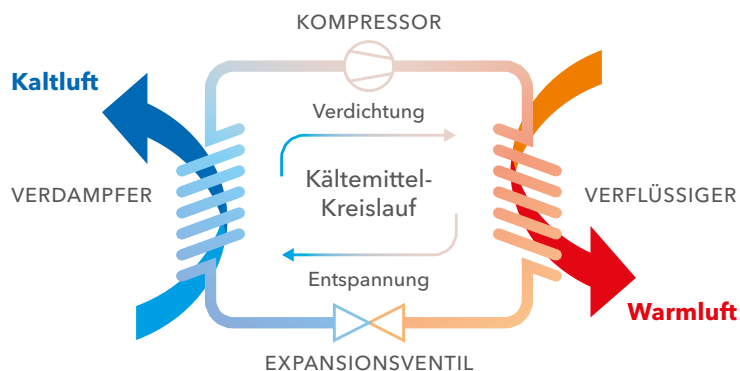 KOMPRESSOR
Kaltluft
Verdichtung
VERDAMPFER
Kältemittel-
Kreislauf
VERFLÜSSIGER
Entspannung
Warmluft
EXPANSIONSVENTIL